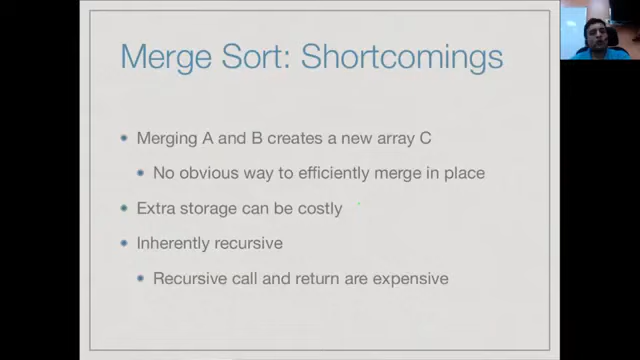 Merge Sort: Shortcomings
Merging A and B creates a new array C
No obvious way to efficiently merge in place
Extra storage can be costly
Inherently recursive
Recursive call and return are expensive